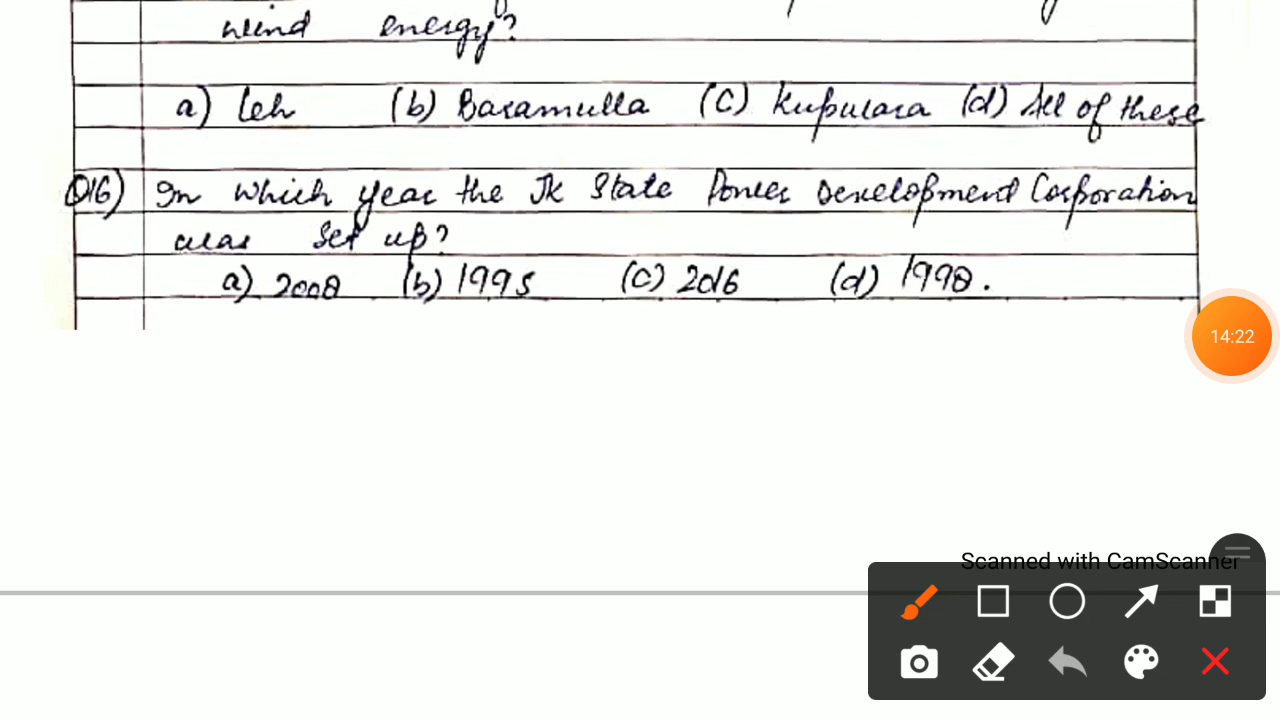 wind energy?
a) Leh (b) Baramulla (C) Kupwara (d) All of these
Q16) In which year the JK State Power Development Corporation
was set up?
a) 2008 (b) 1995 (C) 2016 (d) 1998.
14:22
Scanned with CamScanner